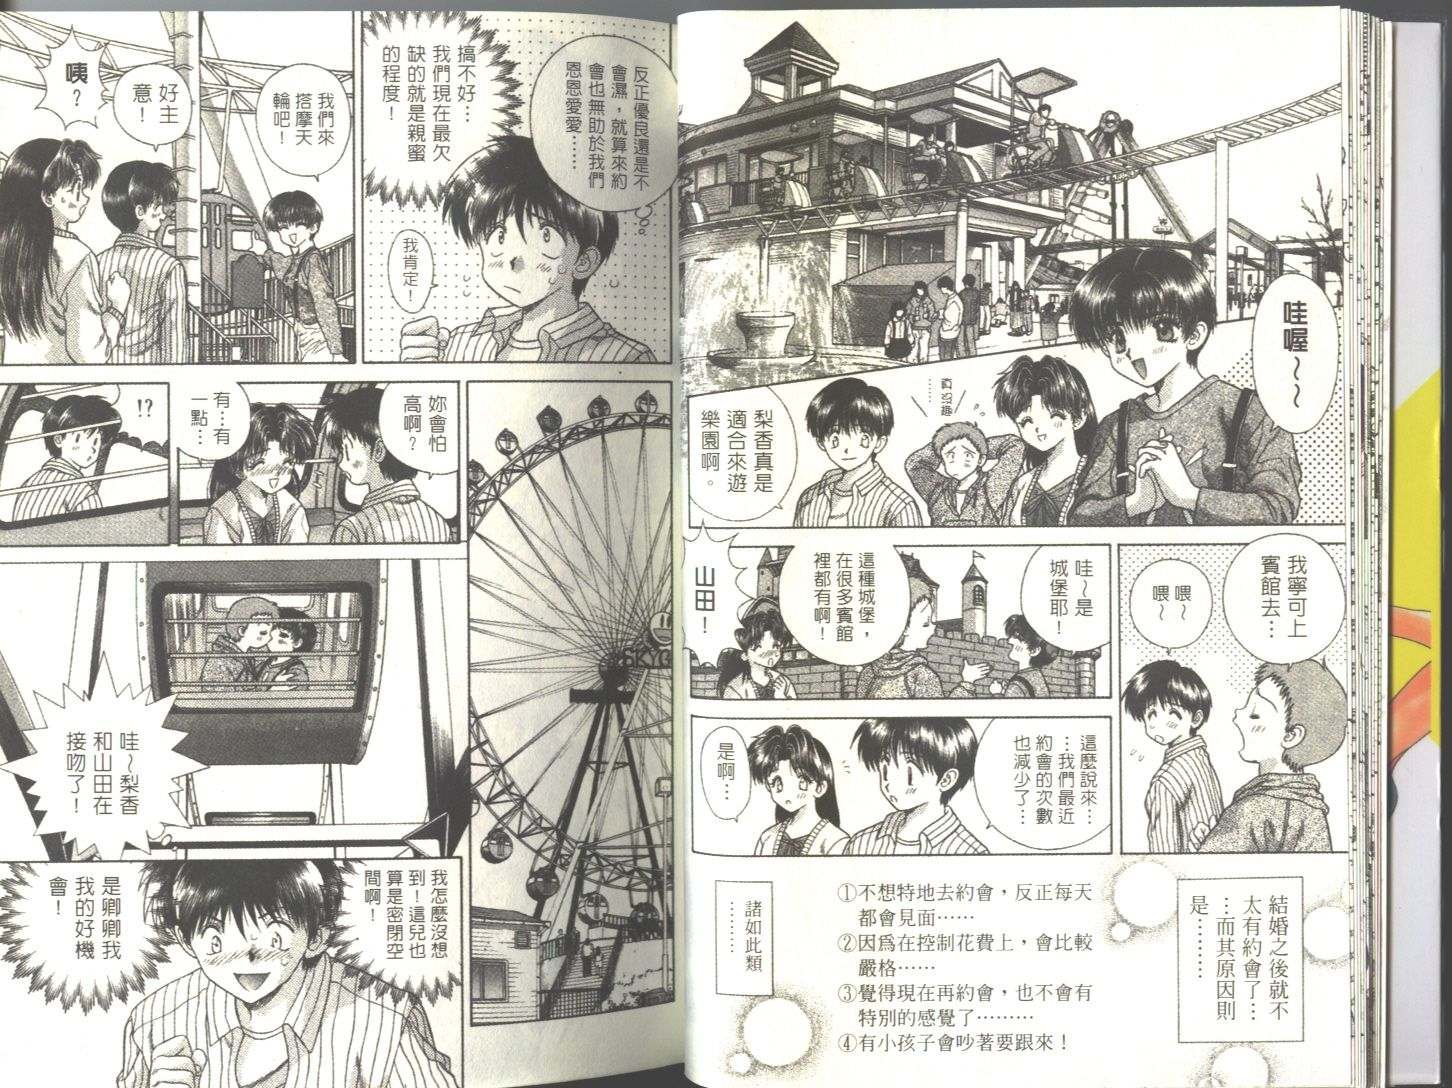 哇喔～～
梨香真是
適合來遊
樂園啊。
我寧可上
賓館去…
喂～
喂～
哇～是
城堡耶！
這種城堡，
在很多賓館
裡都有啊！
山田！
這麼說來…
…我們最近
約會的次數
也減少了…
是啊…
結婚之後就不
太有約會了…
…而其原因則
是………
①不想特地去約會，反正每天
都會見面……
②因為在控制花費上，會比較
嚴格……
③覺得現在再約會，也不會有
特別的感覺了………
④有小孩子會吵著要跟來！
諸如此類
………
反正優良還是不
會濕，就算來約
會也無助於我們
恩恩愛愛……
搞不好…
我們現在最欠
缺的就是親蜜
的程度！
我肯定！
我們來
搭摩天
輪吧！
好主
意！
咦？
SKYC
妳會怕
高啊？
有…有
一點…
!?
哇～梨香
和山田在
接吻了！
我怎麼沒想
到！這兒也
算是密閉空
間啊！
是卿卿我
我的好機
會！